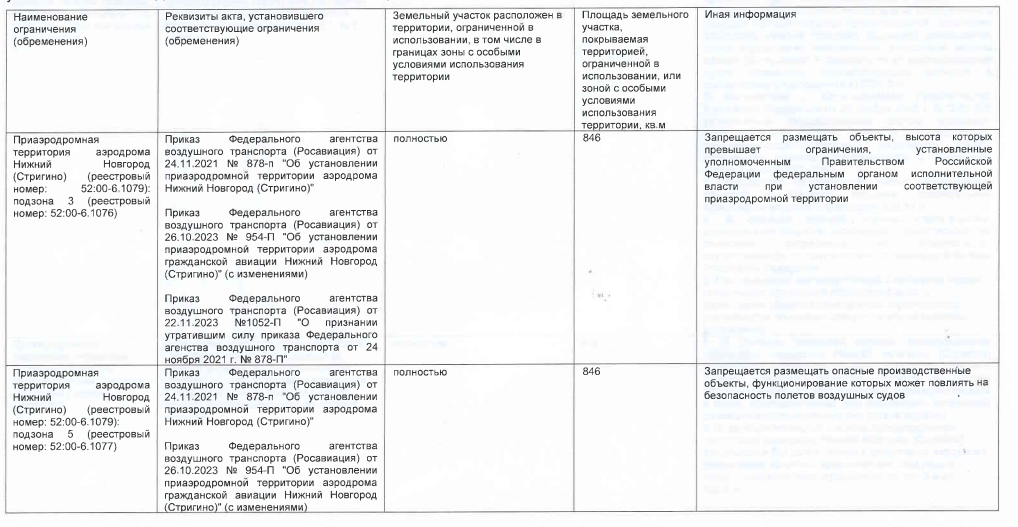 Наименование
ограничения
(обременения)
Реквизиты акта, установившего
соответствующие ограничения
(обременения)
Земельный участок расположен в
территории, ограниченной в
использовании, в том числе в
границах зоны с особыми
условиями использования
территории
Площадь земельного
участка,
покрываемая
территорией,
ограниченной в
использовании, или
зоной с особыми
условиями
использования
территории, кв.м
Иная информация
Приаэродромная
территория аэродрома
Нижний Новгород
(Стригино) (реестровый
номер: 52:00-6.1079):
подзона 3 (реестровый
номер: 52:00-6.1076)
Приказ Федерального агентства
воздушного транспорта (Росавиация) от
24.11.2021 № 878-п "Об установлении
приаэродромной территории аэродрома
Нижний Новгород (Стригино)"
Приказ Федерального агентства
воздушного транспорта (Росавиация) от
26.10.2023 № 954-П "Об установлении
приаэродромной территории аэродрома
гражданской авиации Нижний Новгород
(Стригино)" (с изменениями)
Приказ Федерального агентства
воздушного транспорта (Росавиация) от
22.11.2023 №1052-П "О признании
утратившим силу приказа Федерального
агенства воздушного транспорта от 24
ноября 2021 г. № 878-П"
полностью
846
Запрещается размещать объекты, высота которых
превышает ограничения, установленные
уполномоченным Правительством Российской
Федерации федеральным органом исполнительной
власти при установлении соответствующей
приаэродромной территории
Приаэродромная
территория аэродрома
Нижний Новгород
(Стригино) (реестровый
номер: 52:00-6.1079):
подзона 5 (реестровый
номер: 52:00-6.1077)
Приказ Федерального агентства
воздушного транспорта (Росавиация) от
24.11.2021 № 878-п "Об установлении
приаэродромной территории аэродрома
Нижний Новгород (Стригино)"
Приказ Федерального агентства
воздушного транспорта (Росавиация) от
26.10.2023 № 954-П "Об установлении
приаэродромной территории аэродрома
гражданской авиации Нижний Новгород
(Стригино)" (с изменениями)
полностью
846
Запрещается размещать опасные производственные
объекты, функционирование которых может повлиять на
безопасность полетов воздушных судов